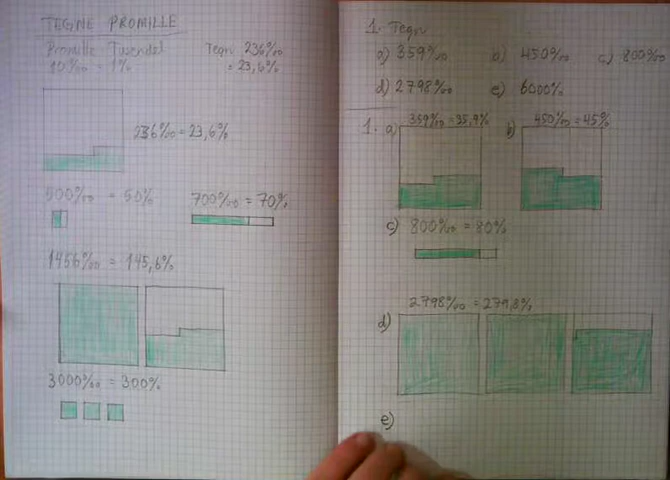 TEGNE PROMILLE
Promille Tusendel
10‰ = 1%
Tegn 236‰
= 23,6%
236‰ = 23,6%
500‰ = 50%
700‰ = 70%
1456‰ = 145,6%
3000‰ = 300%
1. Tegn
a) 359‰ b) 450‰ c) 800‰
d) 2798‰ e) 6000‰
1. a) 359‰ = 35,9%
b) 450‰ = 45%
c) 800‰ = 80%
2798‰ = 279,8%
d)
e)